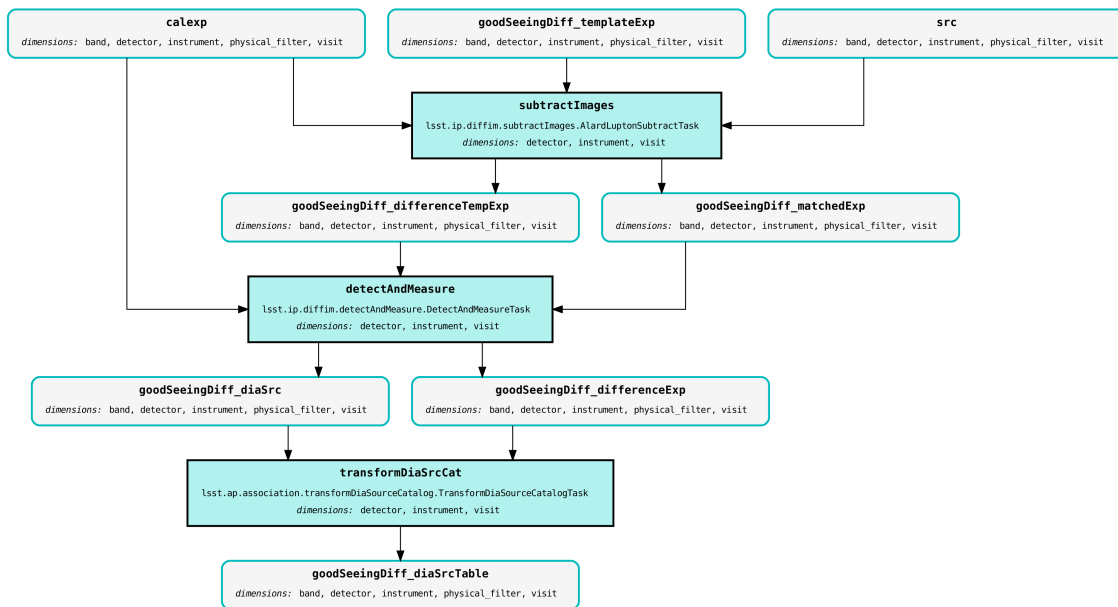 calexp
dimensions: band, detector, instrument, physical_filter, visit
goodSeeingDiff_templateExp
dimensions: band, detector, instrument, physical_filter, visit
src
dimensions: band, detector, instrument, physical_filter, visit
subtractImages
lsst.ip.diffim.subtractImages.AlardLuptonSubtractTask
dimensions: detector, instrument, visit
goodSeeingDiff_differenceTempExp
dimensions: band, detector, instrument, physical_filter, visit
goodSeeingDiff_matchedExp
dimensions: band, detector, instrument, physical_filter, visit
detectAndMeasure
lsst.ip.diffim.detectAndMeasure.DetectAndMeasureTask
dimensions: detector, instrument, visit
goodSeeingDiff_diaSrc
dimensions: band, detector, instrument, physical_filter, visit
goodSeeingDiff_differenceExp
dimensions: band, detector, instrument, physical_filter, visit
transformDiaSrcCat
lsst.ap.association.transformDiaSourceCatalog.TransformDiaSourceCatalogTask
dimensions: detector, instrument, visit
goodSeeingDiff_diaSrcTable
dimensions: band, detector, instrument, physical_filter, visit